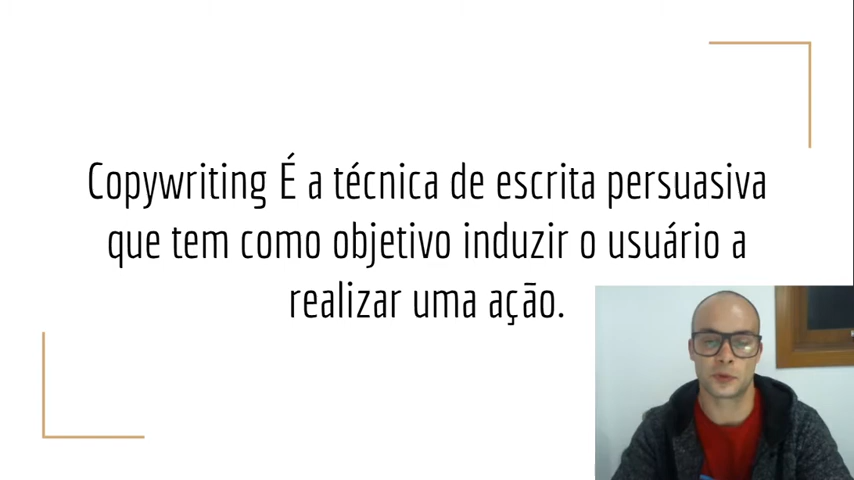 Copywriting É a técnica de escrita persuasiva
que tem como objetivo induzir o usuário a
realizar uma ação.